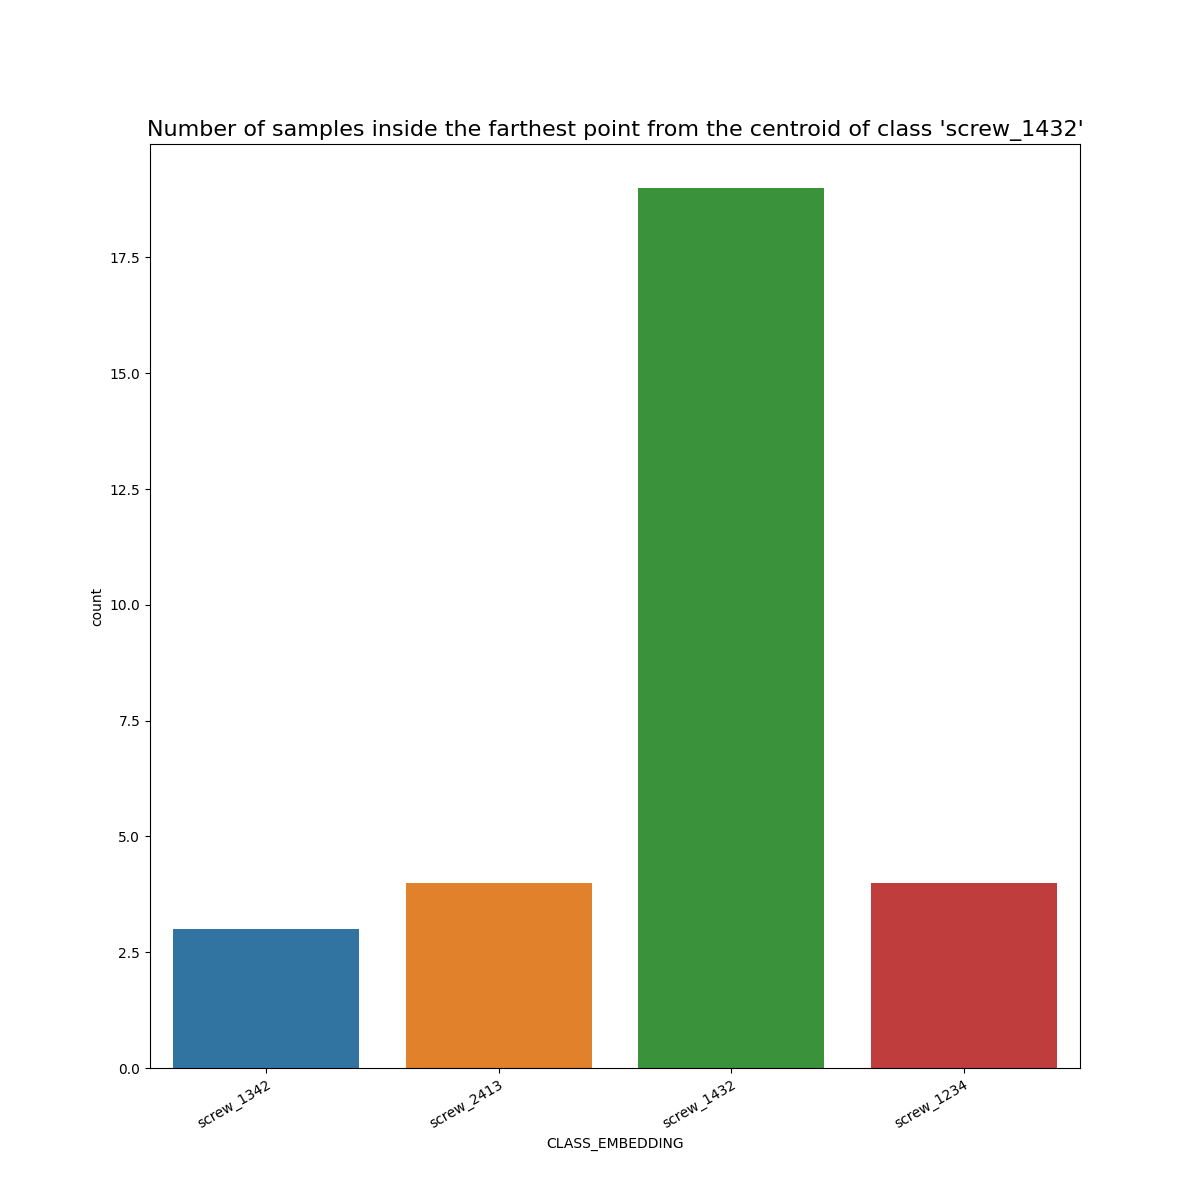 Number of samples inside the farthest point from the centroid of class 'screw_1432'
17.5
15.0
12.5
10.0
7.5
5.0
2.5
0.0
count
screw_1342
screw_2413
screw_1432
screw_1234
CLASS_EMBEDDING